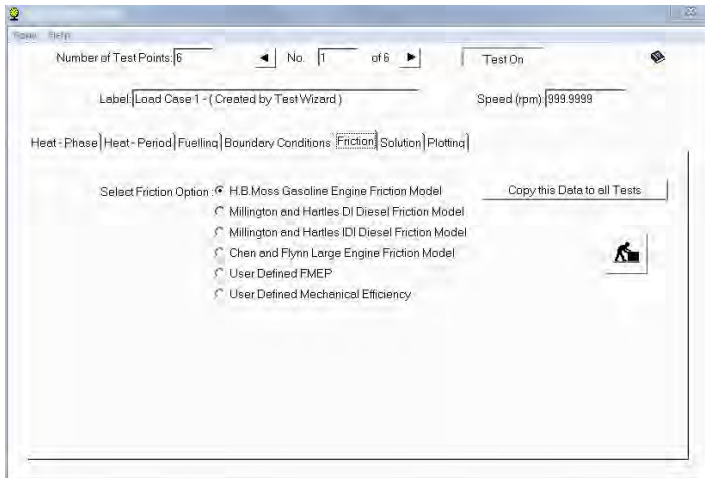 Number of Test Points: 6 No. 1 of 6 Test On
Label: Load Case 1 - ( Created by Test Wizard ) Speed (rpm): 999.9999
Heat - Phase Heat - Period Fuelling Boundary Conditions Friction Solution Plotting
Select Friction Option : H.B.Moss Gasoline Engine Friction Model Copy this Data to all Tests
Millington and Hartles DI Diesel Friction Model
Millington and Hartles IDI Diesel Friction Model
Chen and Flynn Large Engine Friction Model
User Defined FMEP
User Defined Mechanical Efficiency